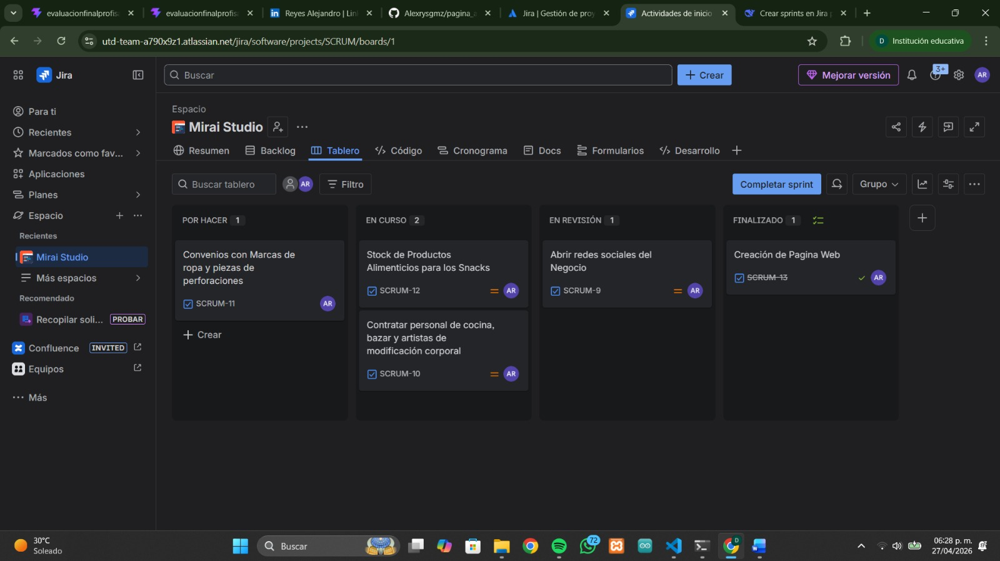 evaluacionfinalprofis
evaluacionfinalprofis
Reyes Alejandro | Lin
Alexrysgmz/pagina_a
Jira | Gestión de proy
Actividades de inicio
Crear sprints en Jira
utd-team-a790x9z1.atlassian.net/jira/software/projects/SCRUM/boards/1
D
Institución educativa
Jira
Buscar
Crear
Mejorar versión
3+
AR
Para ti
Recientes
Marcados como fav...
Aplicaciones
Planes
Espacio
Recientes
Mirai Studio
Más espacios
Recomendado
Recopilar soli...
PROBAR
Confluence
INVITED
Equipos
Más
Espacio
Mirai Studio
Resumen
Backlog
Tablero
Código
Cronograma
Docs
Formularios
Desarrollo
Buscar tablero
AR
Filtro
Completar sprint
Grupo
POR HACER 1
Convenios con Marcas de
ropa y piezas de
perforaciones
SCRUM-11
AR
Crear
EN CURSO 2
Stock de Productos
Alimenticios para los Snacks
SCRUM-12
AR
Contratar personal de cocina,
bazar y artistas de
modificación corporal
SCRUM-10
AR
EN REVISIÓN 1
Abrir redes sociales del
Negocio
SCRUM-9
AR
FINALIZADO 1
Creación de Pagina Web
SCRUM-13
AR
30°C
Soleado
Buscar
72
D
06:28 p. m.
27/04/2026